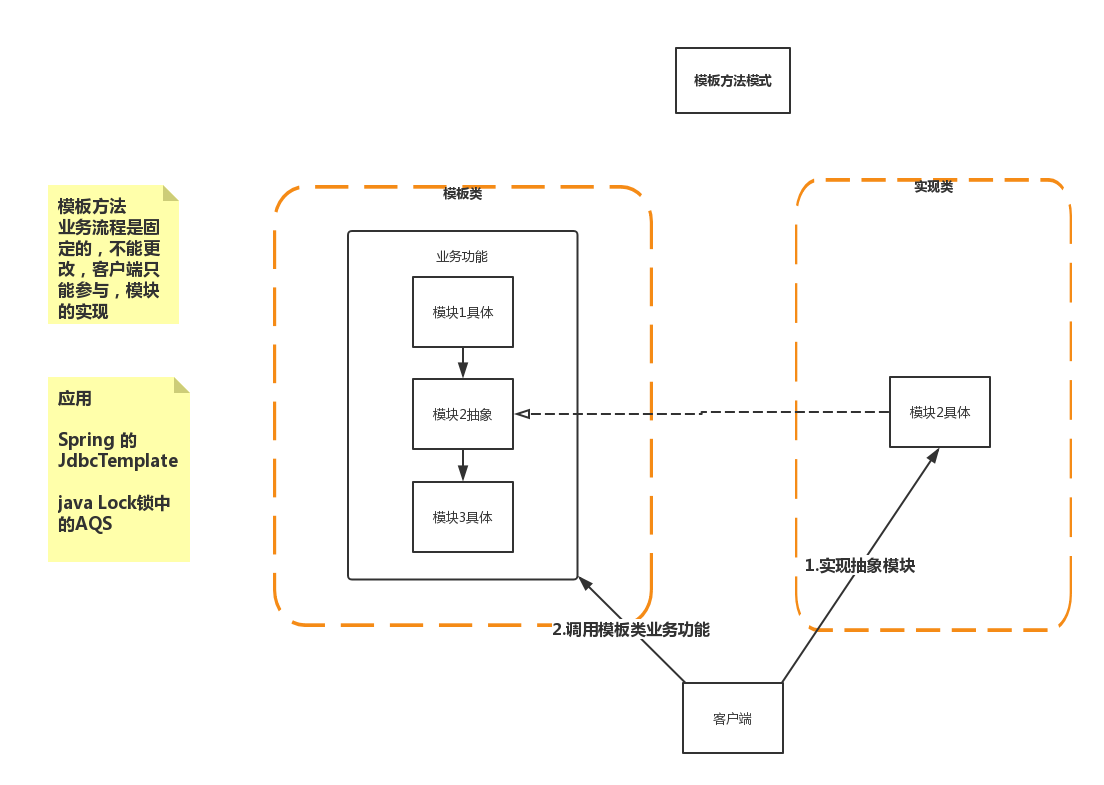 模板方法模式
模板方法
业务流程是固
定的，不能更
改，客户端只
能参与，模块
的实现
应用
Spring 的
JdbcTemplate
java Lock锁中
的AQS
模板类
业务功能
模块1具体
模块2抽象
模块3具体
实现类
模块2具体
1.实现抽象模块
2.调用模板类业务功能
客户端